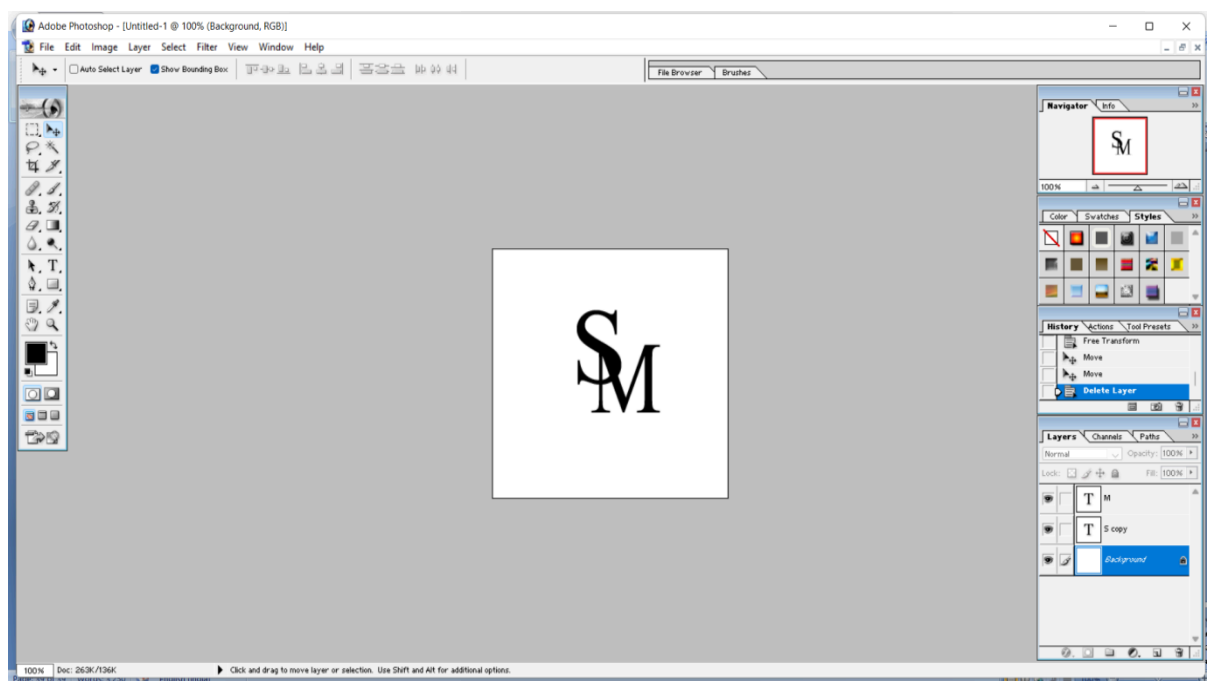 Adobe Photoshop - [Untitled-1 @ 100% (Background, RGB)]
File Edit Image Layer Select Filter View Window Help
Auto Select Layer Show Bounding Box
File Browser Brushes
Navigator Info
SM
100%
Color Swatches Styles
SM
History Actions Tool Presets
Free Transform
Move
Move
Delete Layer
Layers Channels Paths
Normal Opacity: 100%
Lock: Fill: 100%
T M
T S copy
Background
100% Doc: 263K/136K Click and drag to move layer or selection. Use Shift and Alt for additional options.